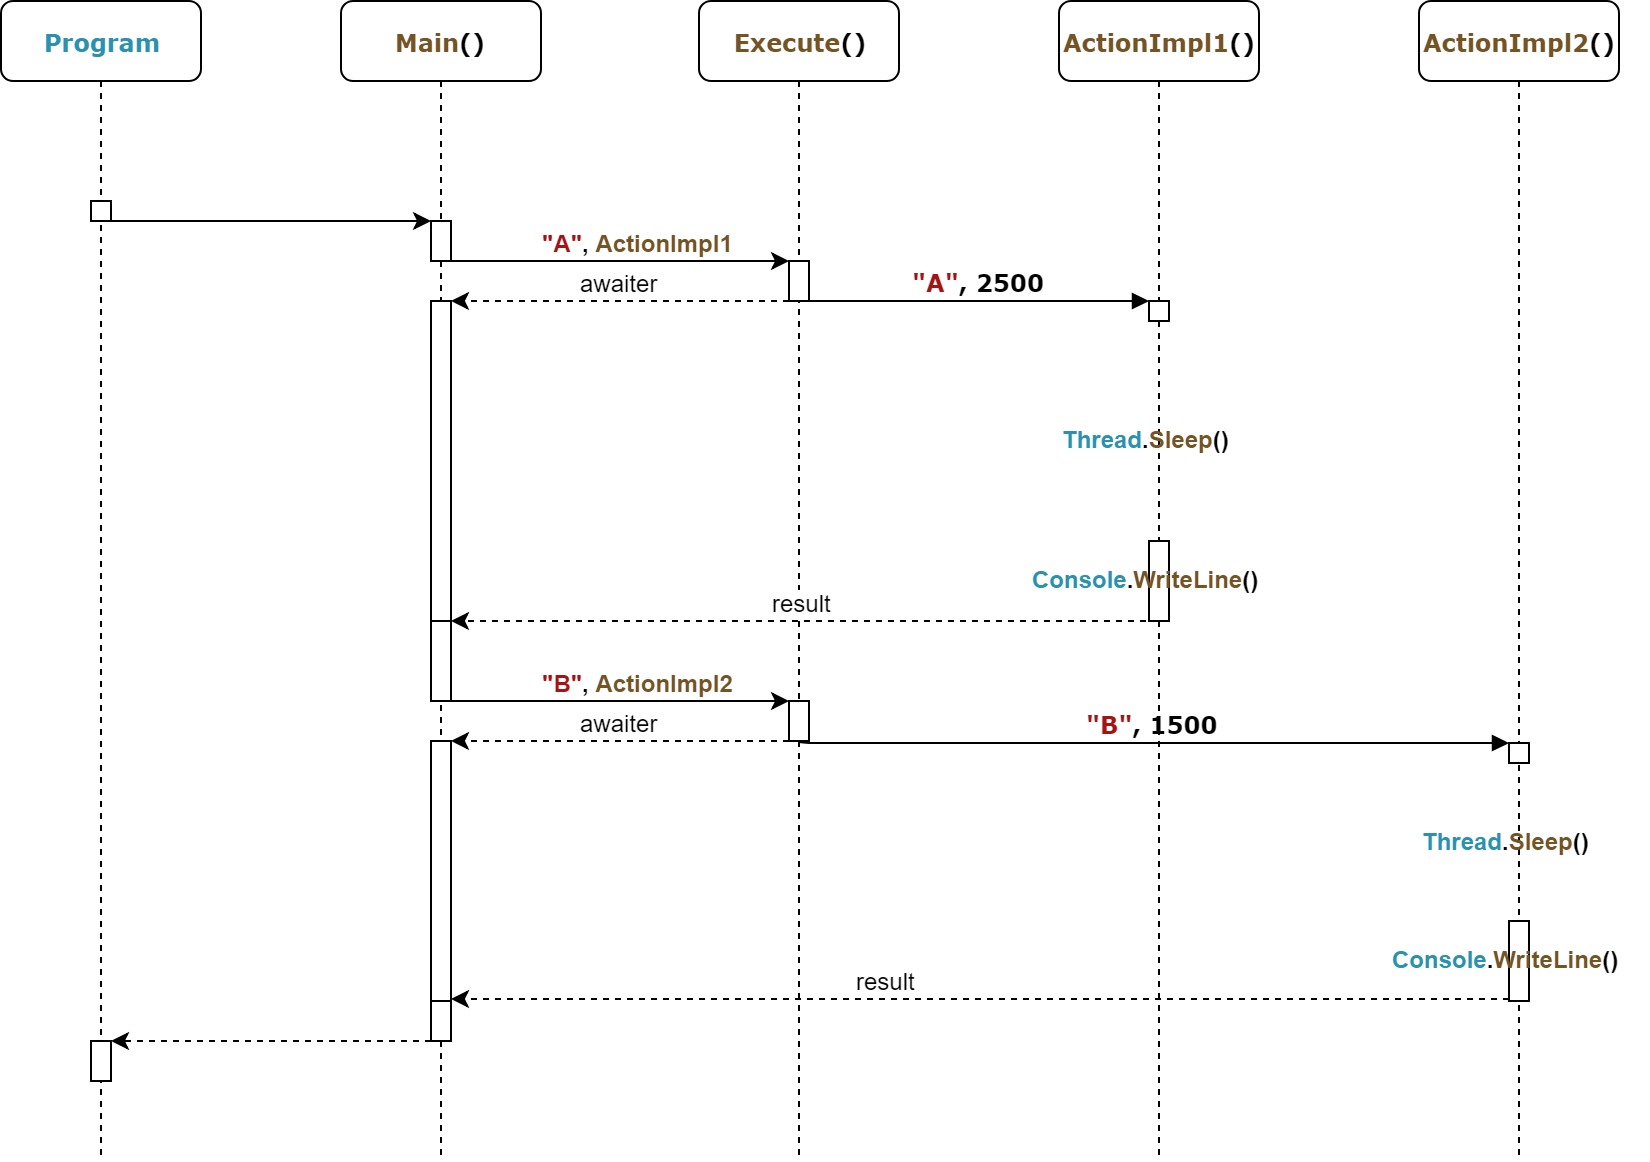 Program
Main()
Execute()
ActionImpl1()
ActionImpl2()
"A", ActionImpl1
awaiter
"A", 2500
Thread.Sleep()
Console.WriteLine()
result
"B", ActionImpl2
awaiter
"B", 1500
Thread.Sleep()
Console.WriteLine()
result